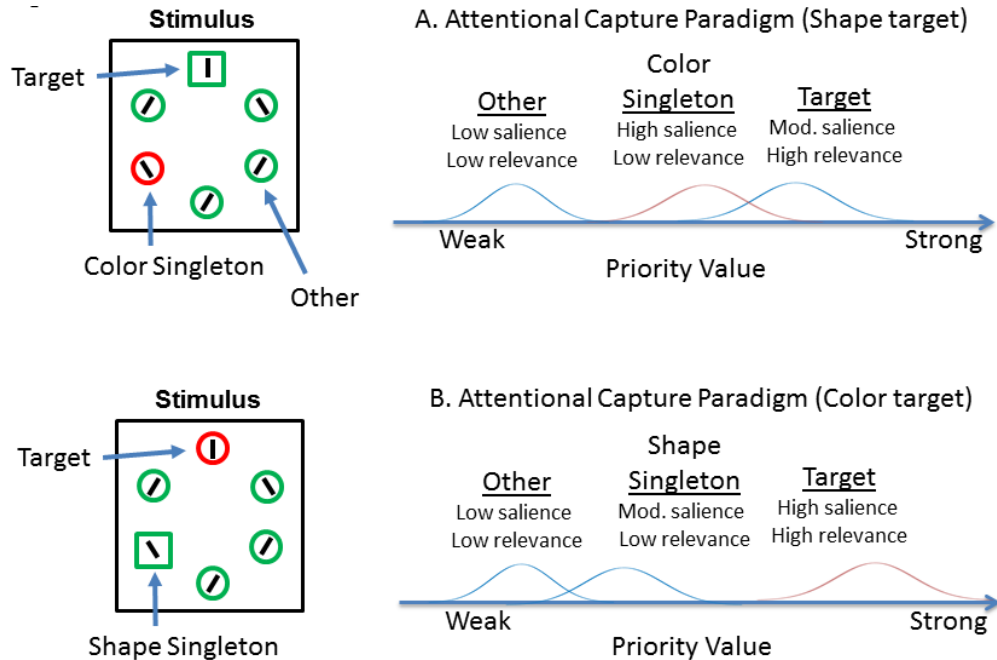 Stimulus
Target
Color Singleton
Other
A. Attentional Capture Paradigm (Shape target)
Color
Other Singleton Target
Low salience High salience Mod. salience
Low relevance Low relevance High relevance
Weak Strong
Priority Value
Stimulus
Target
Shape Singleton
B. Attentional Capture Paradigm (Color target)
Shape
Other Singleton Target
Low salience Mod. salience High salience
Low relevance Low relevance High relevance
Weak Strong
Priority Value